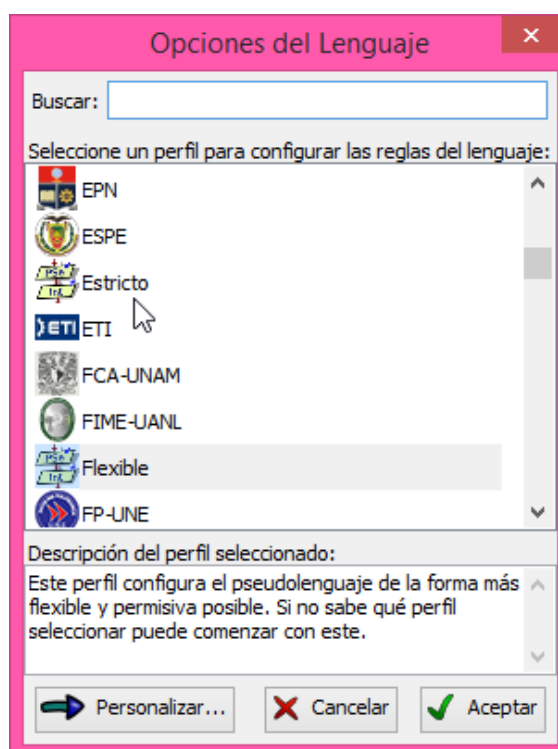 Opciones del Lenguaje
Buscar:
Seleccione un perfil para configurar las reglas del lenguaje:
EPN
ESPE
Estricto
ETI ETI
FCA-UNAM
FIME-UANL
Flexible
FP-UNE
Descripción del perfil seleccionado:
Este perfil configura el pseudolenguaje de la forma más
flexible y permisiva posible. Si no sabe qué perfil
seleccionar puede comenzar con este.
Personalizar... Cancelar Aceptar